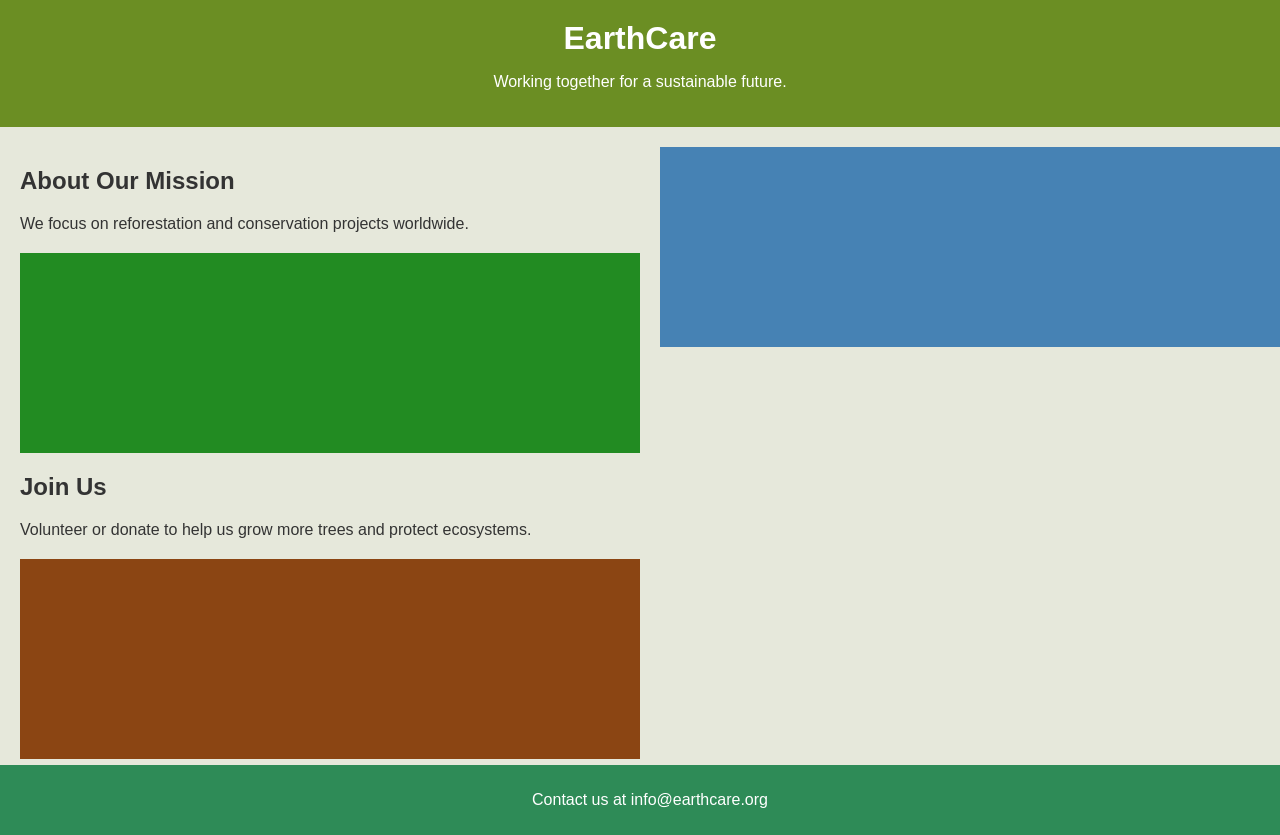 EarthCare
Working together for a sustainable future.
About Our Mission
We focus on reforestation and conservation projects worldwide.
Join Us
Volunteer or donate to help us grow more trees and protect ecosystems.
Contact us at info@earthcare.org